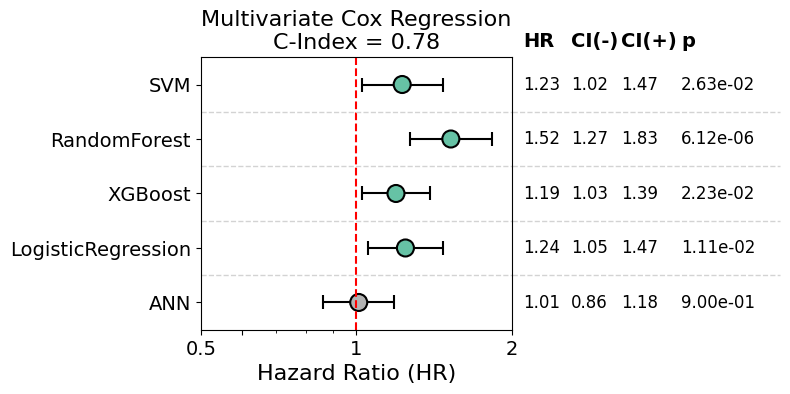 Multivariate Cox Regression
C-Index = 0.78
HR CI(-) CI(+) p
SVM 1.23 1.02 1.47 2.63e-02
RandomForest 1.52 1.27 1.83 6.12e-06
XGBoost 1.19 1.03 1.39 2.23e-02
LogisticRegression 1.24 1.05 1.47 1.11e-02
ANN 1.01 0.86 1.18 9.00e-01
0.5 1 2
Hazard Ratio (HR)